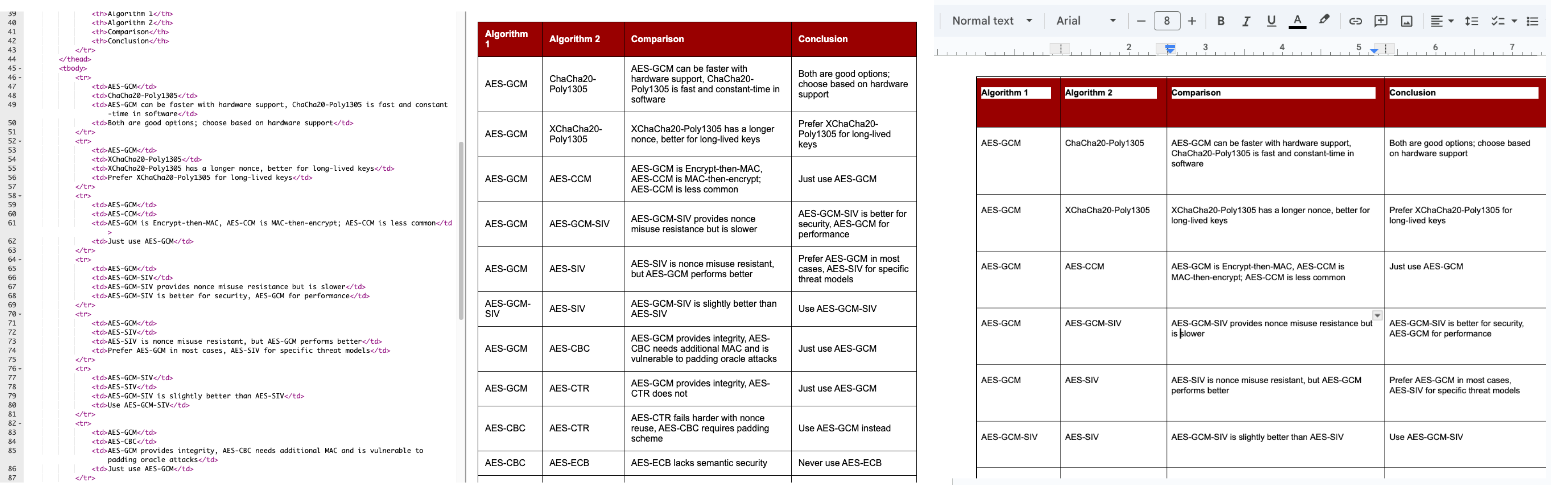 39 <th>Algorithm 1</th>
40 <th>Algorithm 2</th>
41 <th>Comparison</th>
42 <th>Conclusion</th>
43 </tr>
44 </thead>
45 <tbody>
46 <tr>
47 <td>AES-GCM</td>
48 <td>ChaCha20-Poly1305</td>
49 <td>AES-GCM can be faster with hardware support, ChaCha20-Poly1305 is fast and constant
-time in software</td>
50 <td>Both are good options; choose based on hardware support</td>
51 </tr>
52 <tr>
53 <td>AES-GCM</td>
54 <td>XChaCha20-Poly1305</td>
55 <td>XChaCha20-Poly1305 has a longer nonce, better for long-lived keys</td>
56 <td>Prefer XChaCha20-Poly1305 for long-lived keys</td>
57 </tr>
58 <tr>
59 <td>AES-GCM</td>
60 <td>AES-CCM</td>
61 <td>AES-GCM is Encrypt-then-MAC, AES-CCM is MAC-then-encrypt; AES-CCM is less common</td
>
62 <td>Just use AES-GCM</td>
63 </tr>
64 <tr>
65 <td>AES-GCM</td>
66 <td>AES-GCM-SIV</td>
67 <td>AES-GCM-SIV provides nonce misuse resistance but is slower</td>
68 <td>AES-GCM-SIV is better for security, AES-GCM for performance</td>
69 </tr>
70 <tr>
71 <td>AES-GCM</td>
72 <td>AES-SIV</td>
73 <td>AES-SIV is nonce misuse resistant, but AES-GCM performs better</td>
74 <td>Prefer AES-GCM in most cases, AES-SIV for specific threat models</td>
75 </tr>
76 <tr>
77 <td>AES-GCM-SIV</td>
78 <td>AES-SIV</td>
79 <td>AES-GCM-SIV is slightly better than AES-SIV</td>
80 <td>Use AES-GCM-SIV</td>
81 </tr>
82 <tr>
83 <td>AES-GCM</td>
84 <td>AES-CBC</td>
85 <td>AES-GCM provides integrity, AES-CBC needs additional MAC and is vulnerable to
padding oracle attacks</td>
86 <td>Just use AES-GCM</td>
87 </tr>
Algorithm
1
Algorithm 2
Comparison
Conclusion
AES-GCM
ChaCha20-
Poly1305
AES-GCM can be faster with
hardware support, ChaCha20-
Poly1305 is fast and constant-time in
software
Both are good options;
choose based on hardware
support
AES-GCM
XChaCha20-
Poly1305
XChaCha20-Poly1305 has a longer
nonce, better for long-lived keys
Prefer XChaCha20-
Poly1305 for long-lived
keys
AES-GCM
AES-CCM
AES-GCM is Encrypt-then-MAC,
AES-CCM is MAC-then-encrypt;
AES-CCM is less common
Just use AES-GCM
AES-GCM
AES-GCM-SIV
AES-GCM-SIV provides nonce
misuse resistance but is slower
AES-GCM-SIV is better for
security, AES-GCM for
performance
AES-GCM
AES-SIV
AES-SIV is nonce misuse resistant,
but AES-GCM performs better
Prefer AES-GCM in most
cases, AES-SIV for specific
threat models
AES-GCM-
SIV
AES-SIV
AES-GCM-SIV is slightly better than
AES-SIV
Use AES-GCM-SIV
AES-GCM
AES-CBC
AES-GCM provides integrity, AES-
CBC needs additional MAC and is
vulnerable to padding oracle attacks
Just use AES-GCM
AES-GCM
AES-CTR
AES-GCM provides integrity, AES-
CTR does not
Just use AES-GCM
AES-CBC
AES-CTR
AES-CTR fails harder with nonce
reuse, AES-CBC requires padding
scheme
Use AES-GCM instead
AES-CBC
AES-ECB
AES-ECB lacks semantic security
Never use AES-ECB
Normal text Arial − 8 + B I U A
2 3 4 5 6 7
Algorithm 1
Algorithm 2
Comparison
Conclusion
AES-GCM
ChaCha20-Poly1305
AES-GCM can be faster with hardware support,
ChaCha20-Poly1305 is fast and constant-time in
software
Both are good options; choose based
on hardware support
AES-GCM
XChaCha20-Poly1305
XChaCha20-Poly1305 has a longer nonce, better for
long-lived keys
Prefer XChaCha20-Poly1305 for
long-lived keys
AES-GCM
AES-CCM
AES-GCM is Encrypt-then-MAC, AES-CCM is
MAC-then-encrypt; AES-CCM is less common
Just use AES-GCM
AES-GCM
AES-GCM-SIV
AES-GCM-SIV provides nonce misuse resistance but
is slower
AES-GCM-SIV is better for security,
AES-GCM for performance
AES-GCM
AES-SIV
AES-SIV is nonce misuse resistant, but AES-GCM
performs better
Prefer AES-GCM in most cases,
AES-SIV for specific threat models
AES-GCM-SIV
AES-SIV
AES-GCM-SIV is slightly better than AES-SIV
Use AES-GCM-SIV